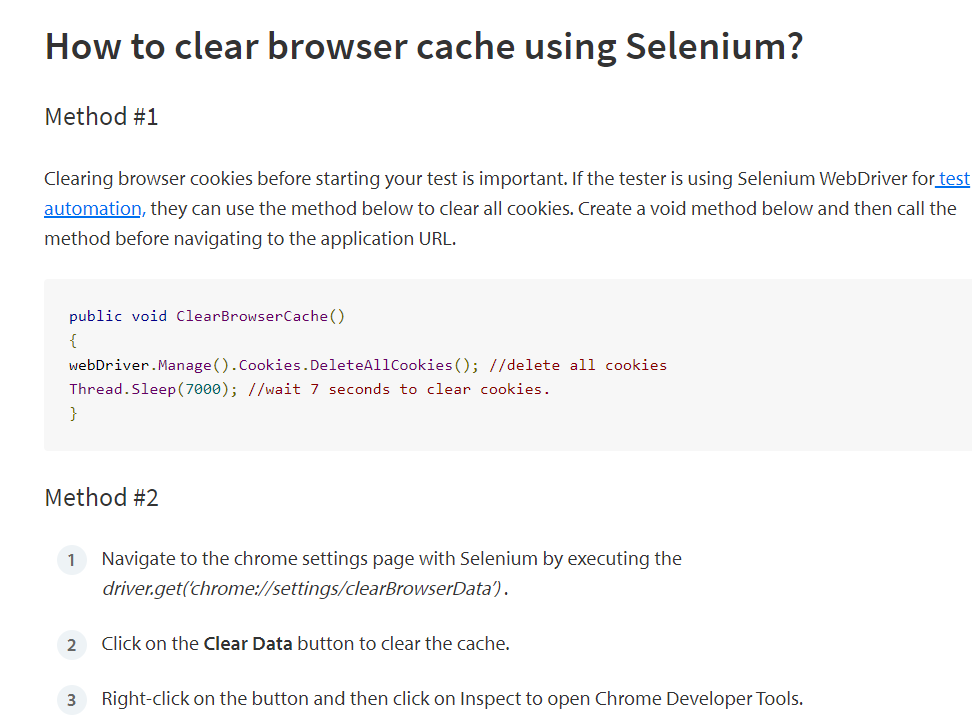 How to clear browser cache using Selenium?
Method #1
Clearing browser cookies before starting your test is important. If the tester is using Selenium WebDriver for test
automation, they can use the method below to clear all cookies. Create a void method below and then call the
method before navigating to the application URL.
public void ClearBrowserCache()
{
webDriver.Manage().Cookies.DeleteAllCookies(); //delete all cookies
Thread.Sleep(7000); //wait 7 seconds to clear cookies.
}
Method #2
1 Navigate to the chrome settings page with Selenium by executing the
driver.get(‘chrome://settings/clearBrowserData’) .
2 Click on the Clear Data button to clear the cache.
3 Right-click on the button and then click on Inspect to open Chrome Developer Tools.